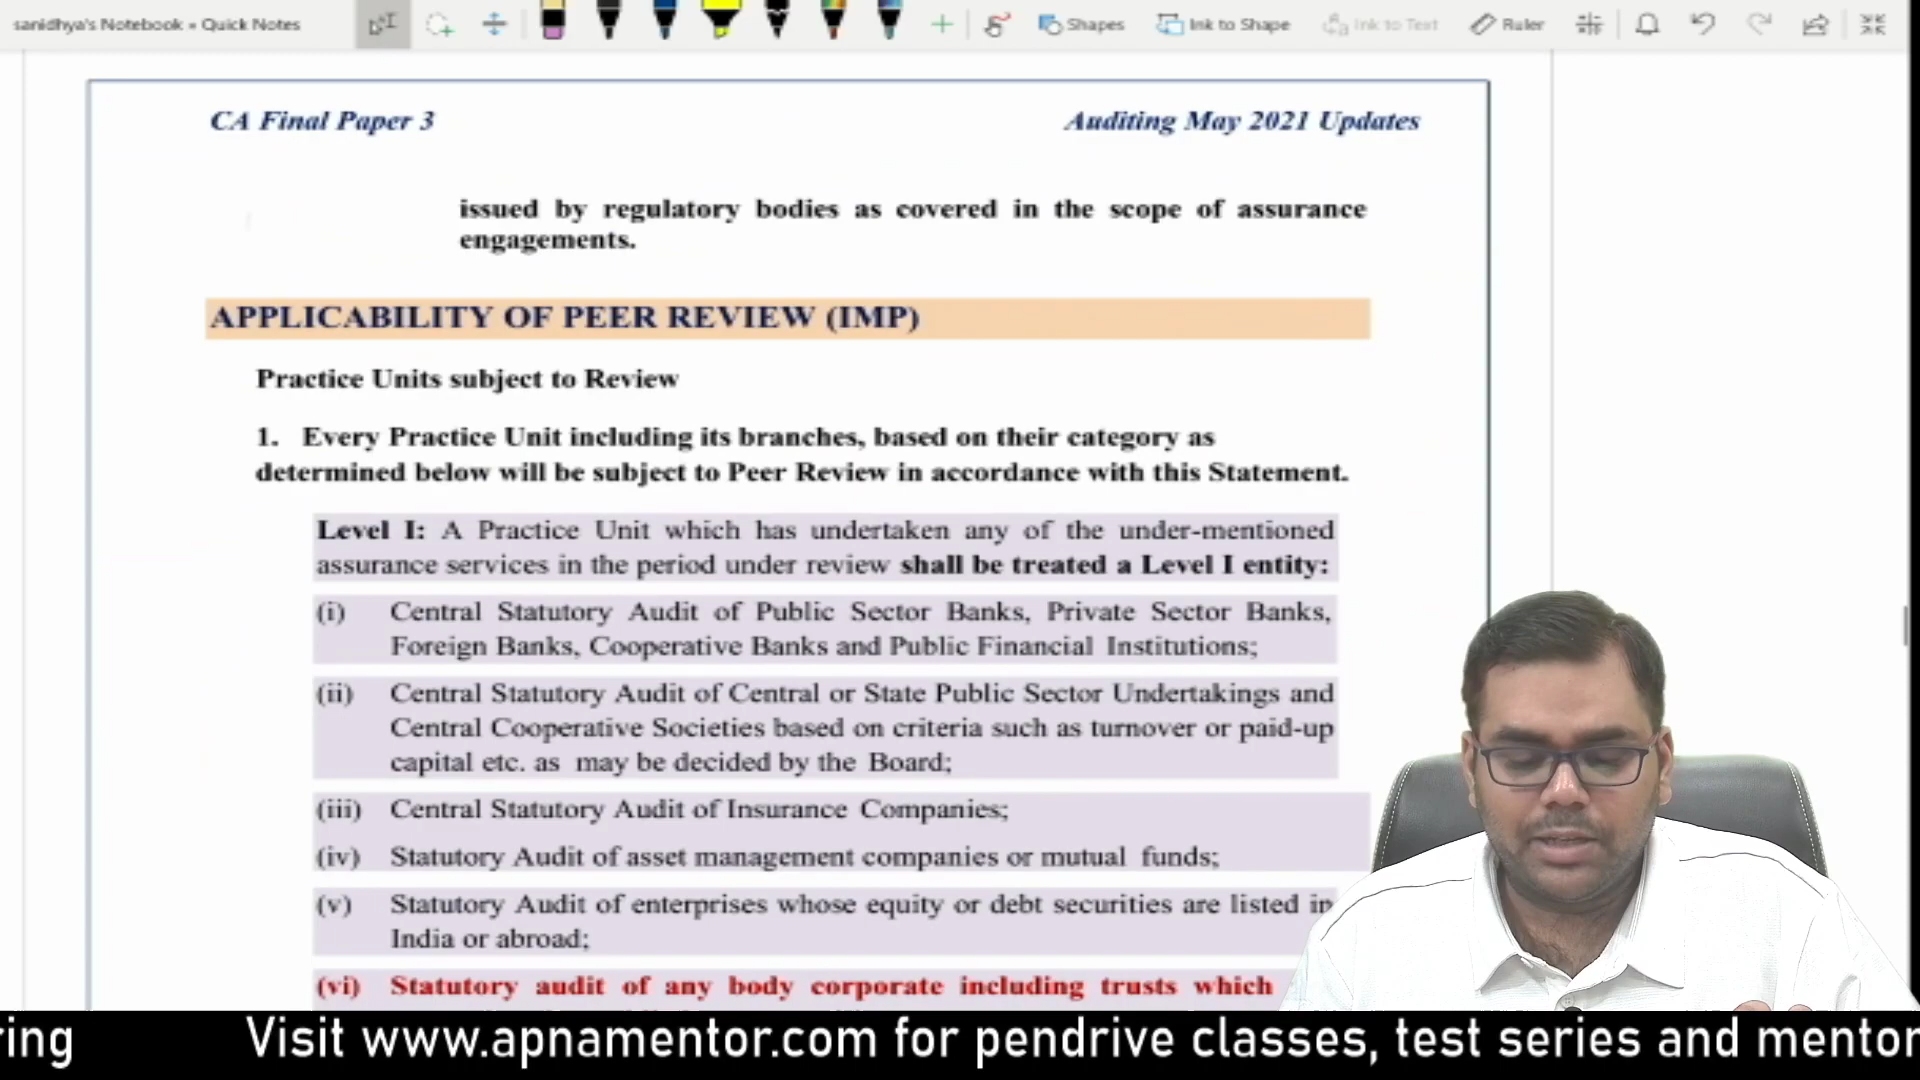 sanidhya's Notebook » Quick Notes
Shapes Ink to Shape Ink to Text Ruler
CA Final Paper 3 Auditing May 2021 Updates
issued by regulatory bodies as covered in the scope of assurance
engagements.
APPLICABILITY OF PEER REVIEW (IMP)
Practice Units subject to Review
1. Every Practice Unit including its branches, based on their category as
determined below will be subject to Peer Review in accordance with this Statement.
Level I: A Practice Unit which has undertaken any of the under-mentioned
assurance services in the period under review shall be treated a Level I entity:
(i) Central Statutory Audit of Public Sector Banks, Private Sector Banks,
Foreign Banks, Cooperative Banks and Public Financial Institutions;
(ii) Central Statutory Audit of Central or State Public Sector Undertakings and
Central Cooperative Societies based on criteria such as turnover or paid-up
capital etc. as may be decided by the Board;
(iii) Central Statutory Audit of Insurance Companies;
(iv) Statutory Audit of asset management companies or mutual funds;
(v) Statutory Audit of enterprises whose equity or debt securities are listed in
India or abroad;
(vi) Statutory audit of any body corporate including trusts which
ring Visit www.apnamentor.com for pendrive classes, test series and mentor